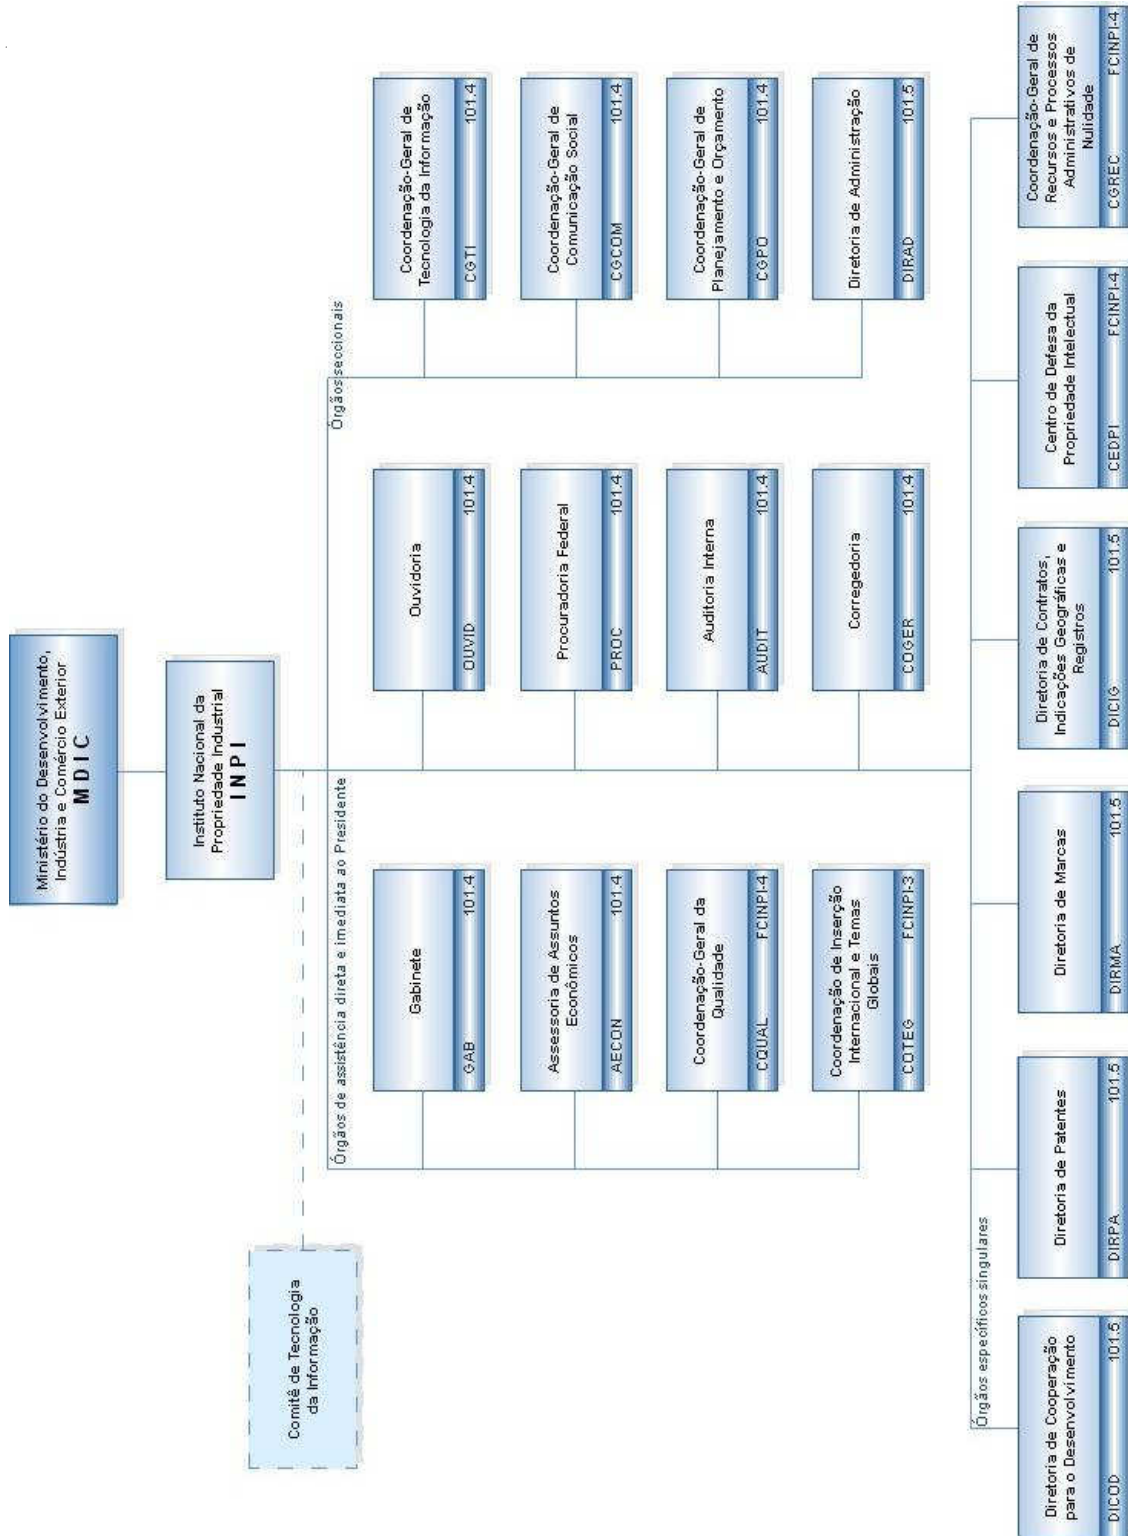 Ministério do Desenvolvimento,
Indústria e Comércio Exterior
MDIC
Instituto Nacional da
Propriedade Industrial
INPI
Comitê de Tecnologia
da Informação
Órgãos de assistência direta e imediata ao Presidente
Órgãos seccionais
Gabinete
GAB 101.4
Ouvidoria
OUVID 101.4
Coordenação-Geral de
Tecnologia da Informação
CGTI 101.4
Assessoria de Assuntos
Econômicos
AECON 101.4
Procuradoria Federal
PROC 101.4
Coordenação-Geral de
Comunicação Social
CGCOM 101.4
Coordenação-Geral da
Qualidade
CQUAL FCINPI-4
Auditoria Interna
AUDIT 101.4
Coordenação-Geral de
Planejamento e Orçamento
CGPO 101.4
Coordenação de Inserção
Internacional e Temas
Globais
COTEG FCINPI-3
Corregedoria
COGER 101.4
Diretoria de Administração
DIRAD 101.5
Órgãos específicos singulares
Diretoria de Cooperação
para o Desenvolvimento
DICOD 101.5
Diretoria de Patentes
DIRPA 101.5
Diretoria de Marcas
DIRMA 101.5
Diretoria de Contratos,
Indicações Geográficas e
Registros
DICIG 101.5
Centro de Defesa da
Propriedade Intelectual
CEDPI FCINPI-4
Coordenação-Geral de
Recursos e Processos
Administrativos de
Nulidade
CGREC FCINPI-4